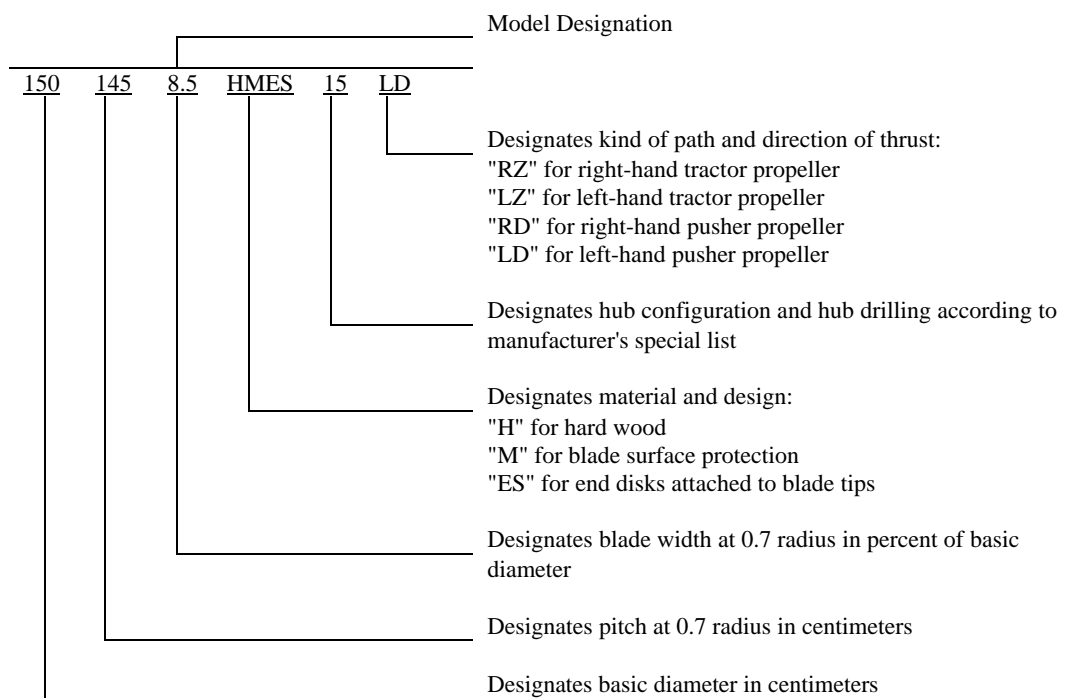 Model Designation
150 145 8.5 HMES 15 LD
Designates kind of path and direction of thrust:
"RZ" for right-hand tractor propeller
"LZ" for left-hand tractor propeller
"RD" for right-hand pusher propeller
"LD" for left-hand pusher propeller
Designates hub configuration and hub drilling according to
manufacturer's special list
Designates material and design:
"H" for hard wood
"M" for blade surface protection
"ES" for end disks attached to blade tips
Designates blade width at 0.7 radius in percent of basic
diameter
Designates pitch at 0.7 radius in centimeters
Designates basic diameter in centimeters